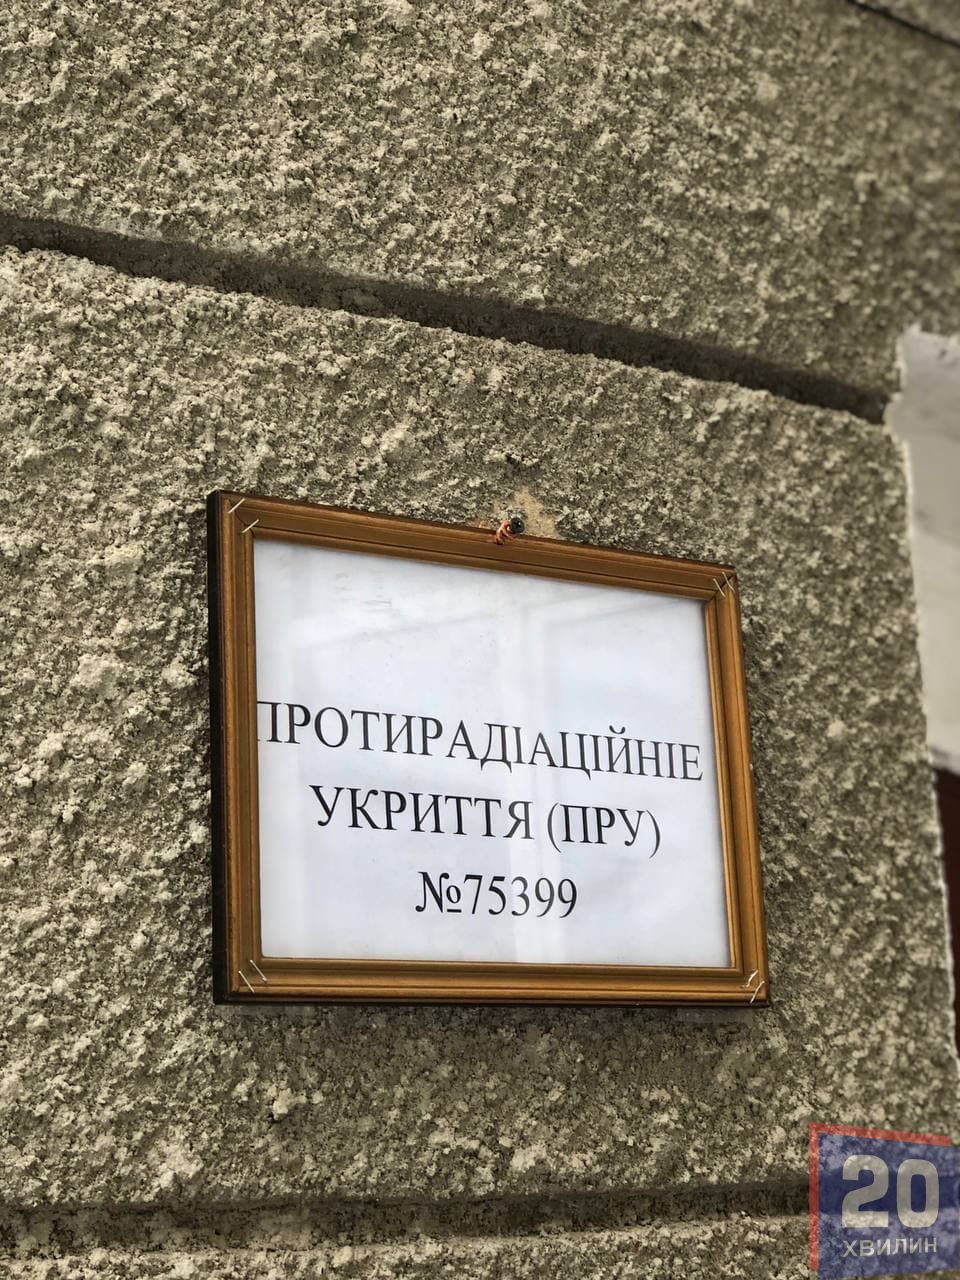 ПРОТИРАДІАЦІЙНІЕ
УКРИТТЯ (ПРУ)
№75399
20
ХВИЛИН